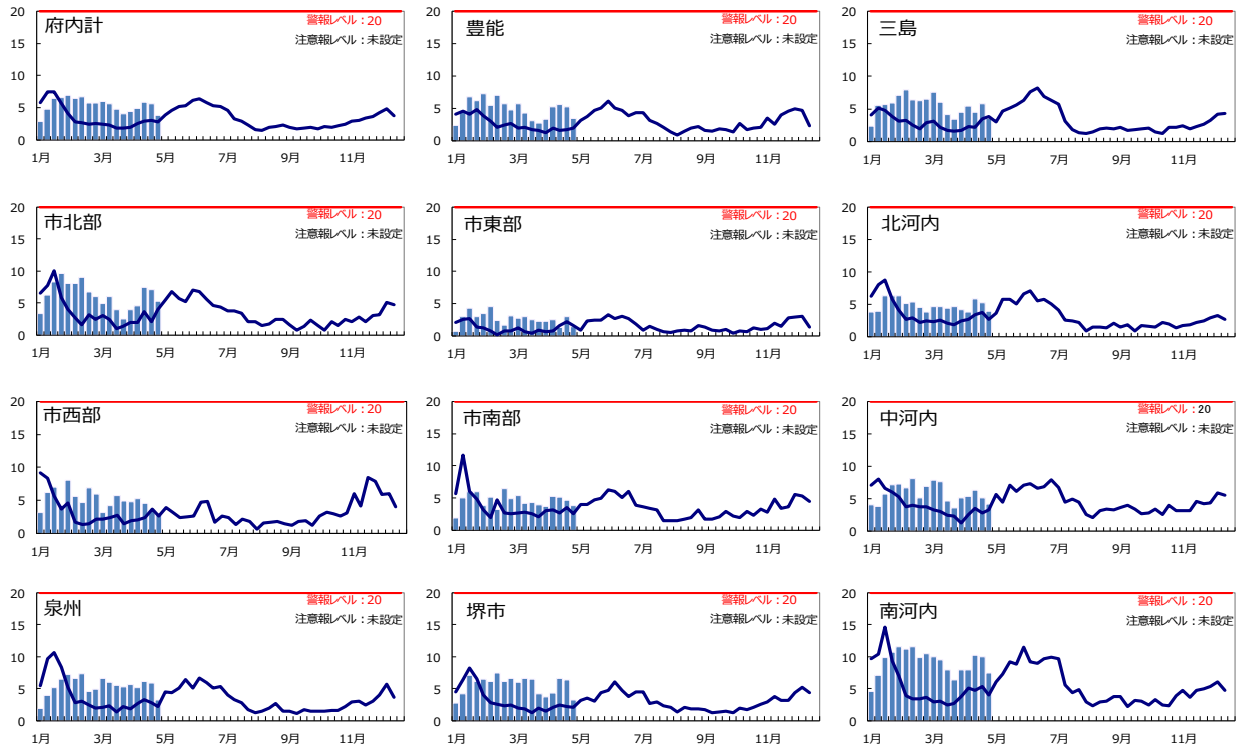 府内計
警報レベル：20
注意報レベル：未設定
20
15
10
5
0
1月 3月 5月 7月 9月 11月
豊能
警報レベル：20
注意報レベル：未設定
20
15
10
5
0
1月 3月 5月 7月 9月 11月
三島
警報レベル：20
注意報レベル：未設定
20
15
10
5
0
1月 3月 5月 7月 9月 11月
市北部
警報レベル：20
注意報レベル：未設定
20
15
10
5
0
1月 3月 5月 7月 9月 11月
市東部
警報レベル：20
注意報レベル：未設定
20
15
10
5
0
1月 3月 5月 7月 9月 11月
北河内
警報レベル：20
注意報レベル：未設定
20
15
10
5
0
1月 3月 5月 7月 9月 11月
市西部
警報レベル：20
注意報レベル：未設定
20
15
10
5
0
1月 3月 5月 7月 9月 11月
市南部
警報レベル：20
注意報レベル：未設定
20
15
10
5
0
1月 3月 5月 7月 9月 11月
中河内
警報レベル：20
注意報レベル：未設定
20
15
10
5
0
1月 3月 5月 7月 9月 11月
泉州
警報レベル：20
注意報レベル：未設定
20
15
10
5
0
1月 3月 5月 7月 9月 11月
堺市
警報レベル：20
注意報レベル：未設定
20
15
10
5
0
1月 3月 5月 7月 9月 11月
南河内
警報レベル：20
注意報レベル：未設定
20
15
10
5
0
1月 3月 5月 7月 9月 11月